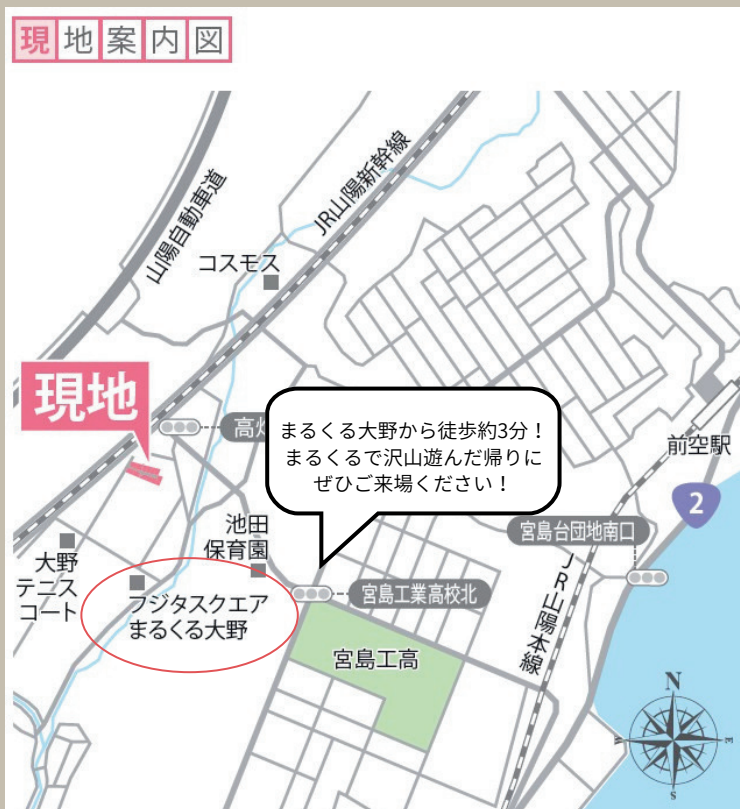 現地案内図
山陽自動車道
JR山陽新幹線
コスモス
現地
まるくる大野から徒歩約3分！
まるくるで沢山遊んだ帰りに
ぜひご来場ください！
前空駅
2
宮島台団地南口
池田
保育園
大野
テニス
コート
フジタスクエア
まるくる大野
宮島工業高校北
JR山陽本線
宮島工高
N
W
E
S